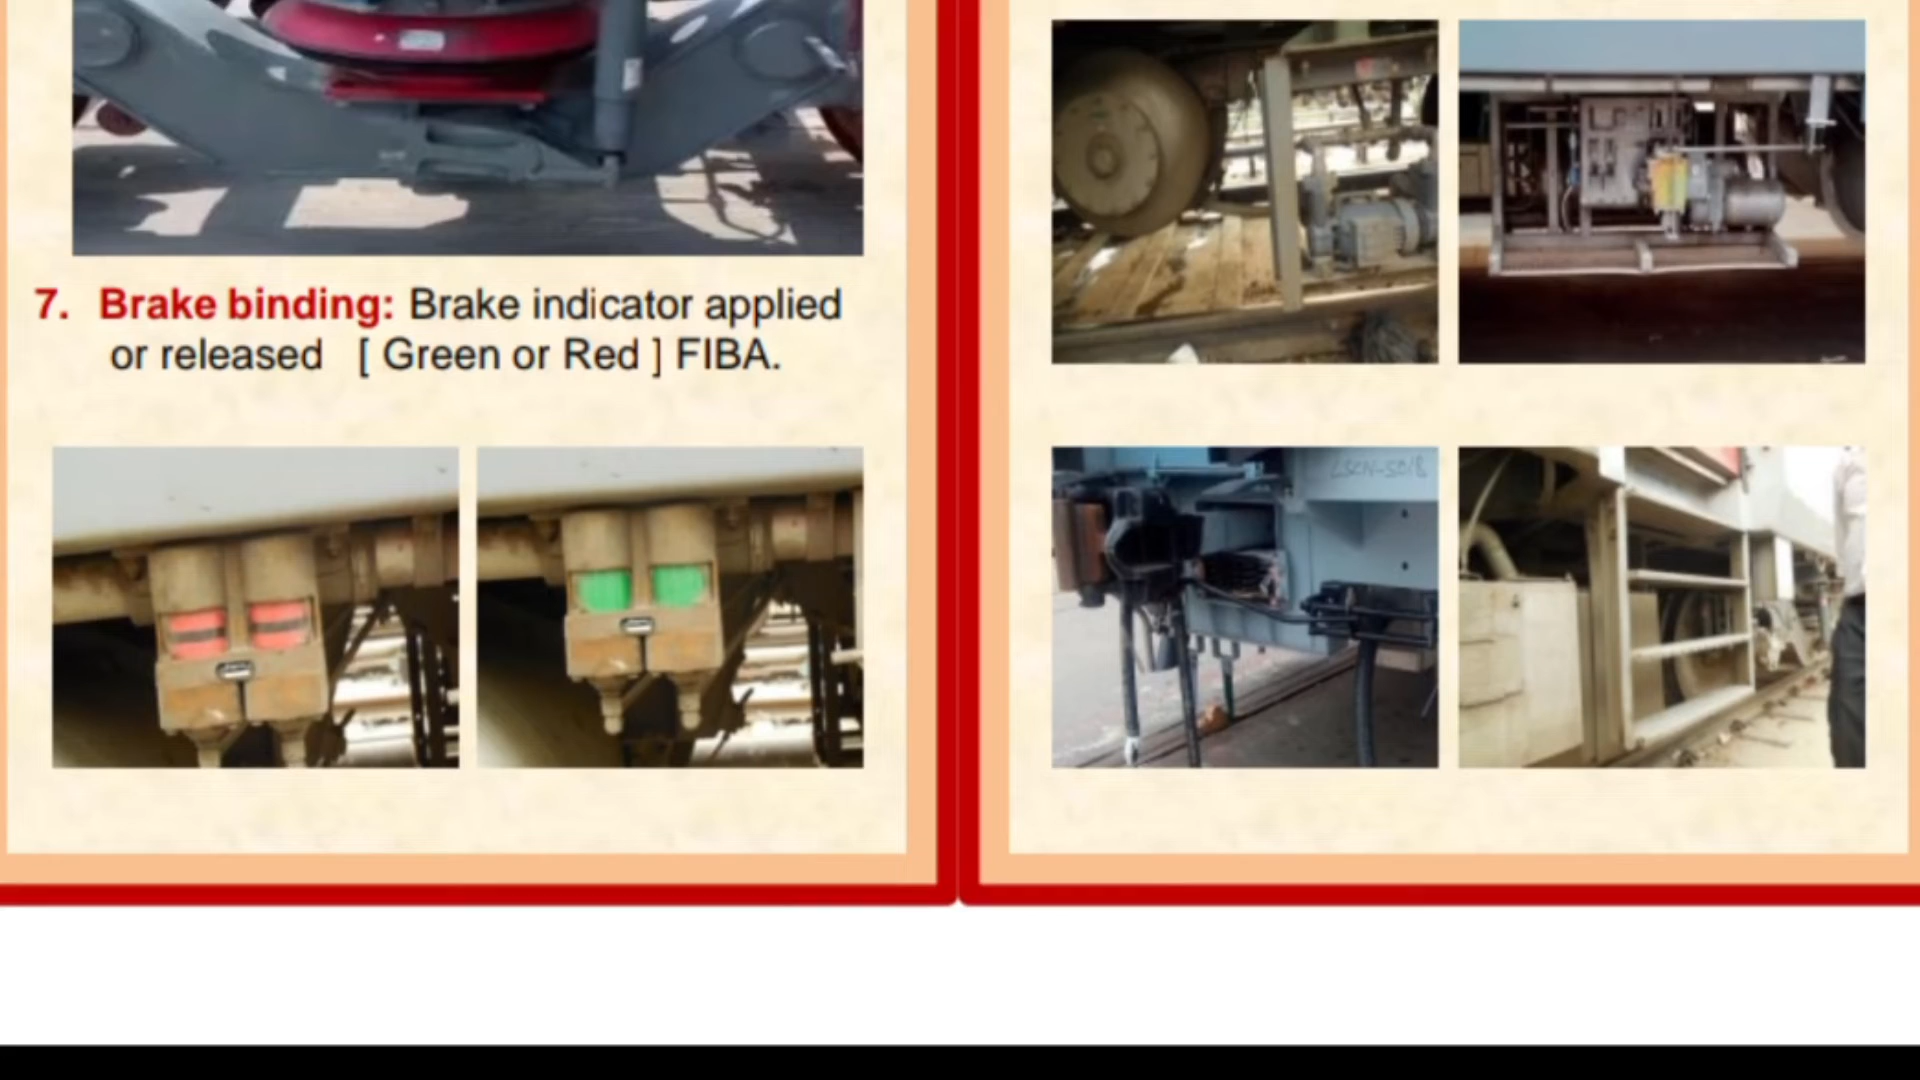 7. Brake binding: Brake indicator applied
or released [ Green or Red ] FIBA.